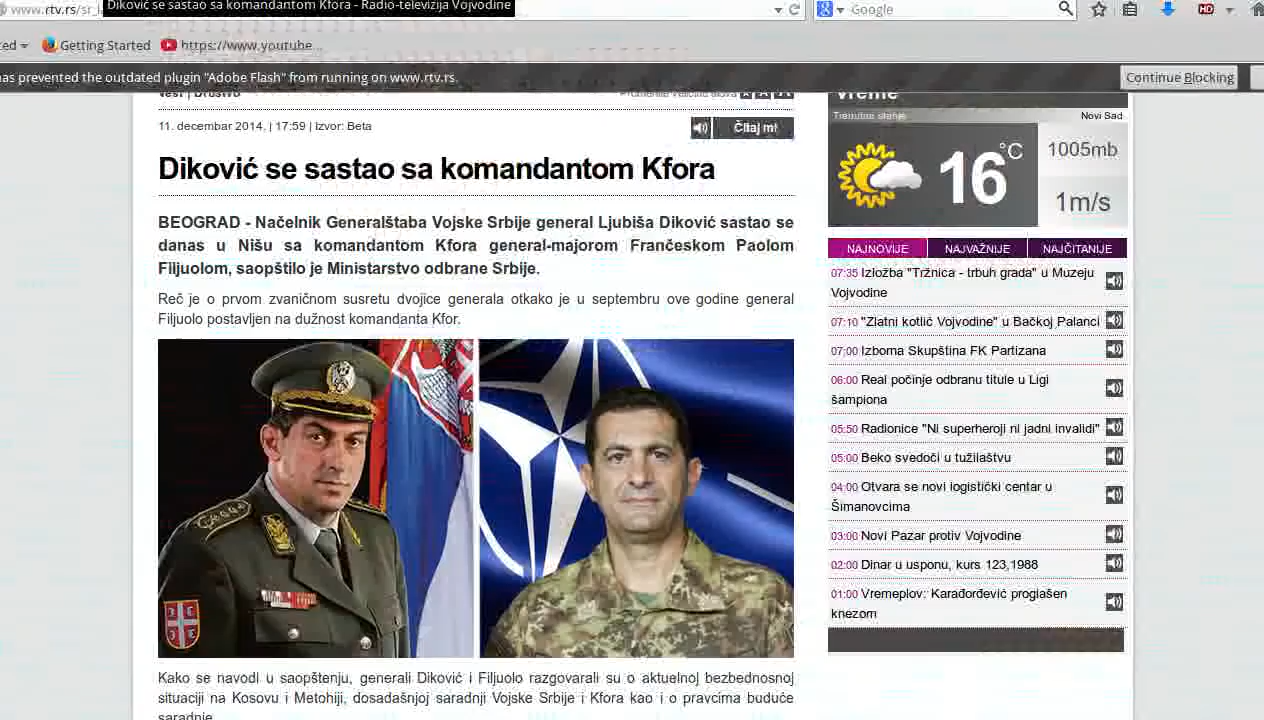 www.rtv.rs/sr_l
Diković se sastao sa komandantom Kfora - Radio-televizija Vojvodine
Google
HD
ted
Getting Started
https://www.youtube...
has prevented the outdated plugin "Adobe Flash" from running on www.rtv.rs.
Continue Blocking
Vesti | Društvo
11. decembar 2014. | 17:59 | Izvor: Beta
Čitaj mi
Diković se sastao sa komandantom Kfora
BEOGRAD - Načelnik Generalštaba Vojske Srbije general Ljubiša Diković sastao se
danas u Nišu sa komandantom Kfora general-majorom Frančeskom Paolom
Filjuolom, saopštilo je Ministarstvo odbrane Srbije.
Reč je o prvom zvaničnom susretu dvojice generala otkako je u septembru ove godine general
Filjuolo postavljen na dužnost komandanta Kfor.
Kako se navodi u saopštenju, generali Diković i Filjuolo razgovarali su o aktuelnoj bezbednosnoj
situaciji na Kosovu i Metohiji, dosadašnjoj saradnji Vojske Srbije i Kfora kao i o pravcima buduće
saradnje
Vreme
Trenutno stanje
Novi Sad
16 °C
1005mb
1m/s
NAJNOVIJE
NAJVAŽNIJE
NAJČITANIJE
07:35 Izložba "Tržnica - trbuh grada" u Muzeju
Vojvodine
07:10 "Zlatni kotlić Vojvodine" u Bačkoj Palanci
07:00 Izborna Skupština FK Partizana
06:00 Real počinje odbranu titule u Ligi
šampiona
05:50 Radionice "Ni superheroji ni jadni invalidi"
05:00 Beko svedoči u tužilaštvu
04:00 Otvara se novi logistički centar u
Šimanovcima
03:00 Novi Pazar protiv Vojvodine
02:00 Dinar u usponu, kurs 123,1988
01:00 Vremeplov: Karađorđević proglašen
knezom